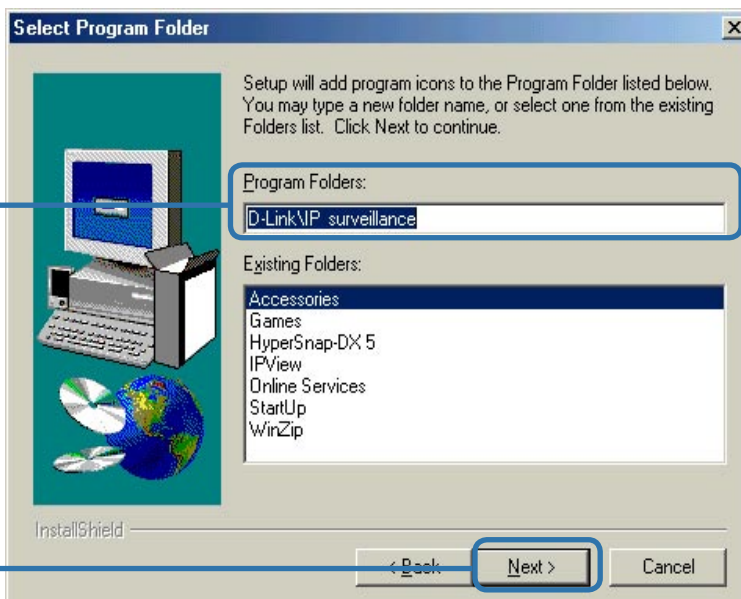 Select Program Folder
Setup will add program icons to the Program Folder listed below.
You may type a new folder name, or select one from the existing
Folders list. Click Next to continue.
Program Folders:
D-Link\IP surveillance
Existing Folders:
Accessories
Games
HyperSnap-DX 5
IPView
Online Services
StartUp
WinZip
InstallShield
< Back
Next >
Cancel